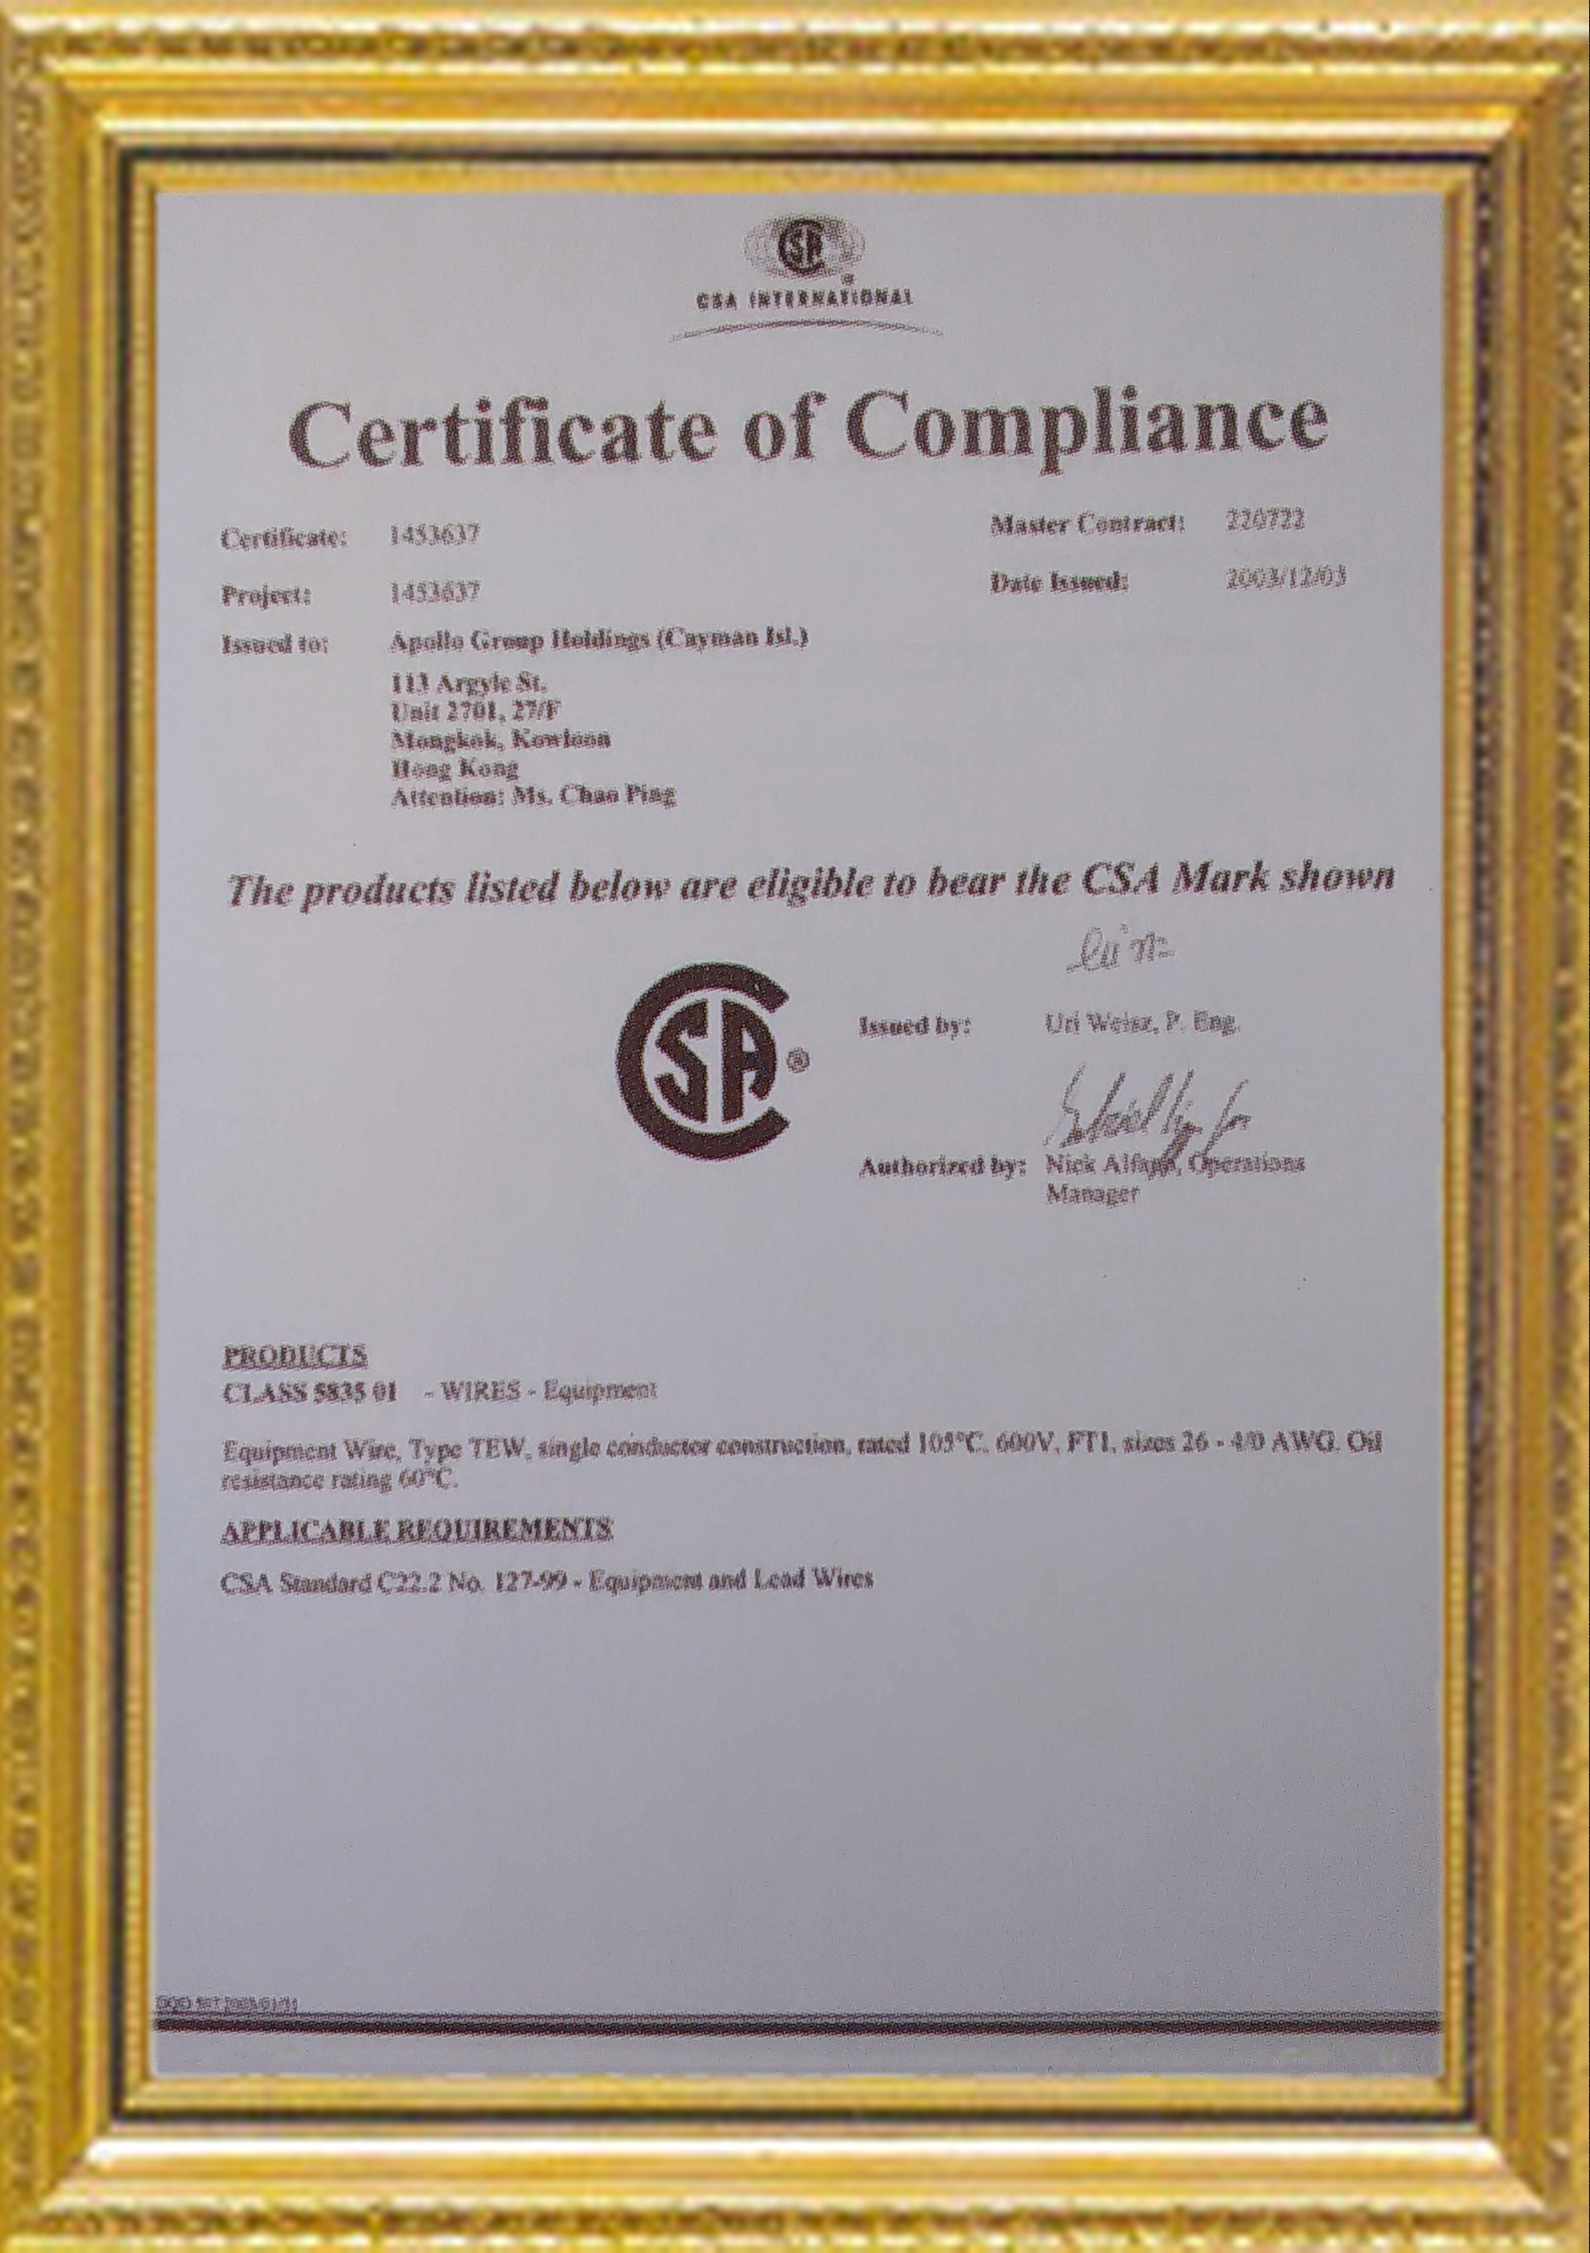 CSA
CSA INTERNATIONAL
Certificate of Compliance
Certificate: 1453637
Master Contract: 220722
Project: 1453637
Date Issued: 2003/12/03
Issued to: Apollo Group Holdings (Cayman Isl.)
113 Argyle St.
Unit 2701, 27/F
Mongkok, Kowloon
Hong Kong
Attention: Ms. Chao Ping
The products listed below are eligible to bear the CSA Mark shown
CSA ®
Issued by: Uri Weisz, P. Eng.
Authorized by: Nick Alfano, Operations
Manager
PRODUCTS
CLASS 5835 01 - WIRES - Equipment
Equipment Wire, Type TEW, single conductor construction, rated 105°C, 600V, FT1, sizes 26 - 4/0 AWG. Oil
resistance rating 60°C.
APPLICABLE REQUIREMENTS
CSA Standard C22.2 No. 127-99 - Equipment and Lead Wires